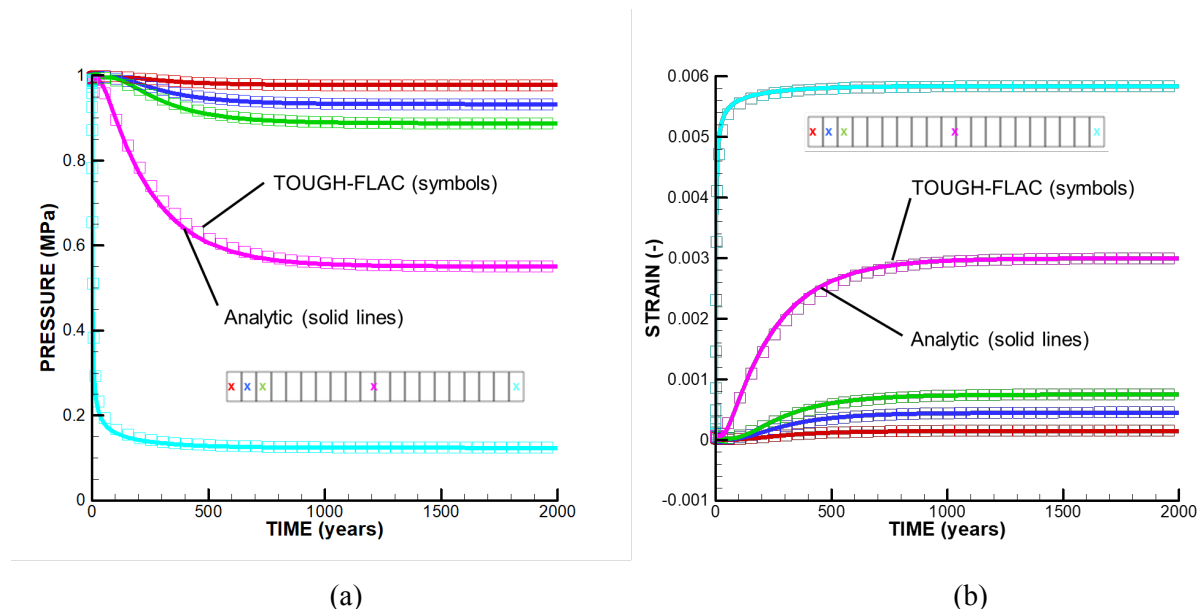 1
0.8
0.6
0.4
0.2
0
PRESSURE (MPa)
TOUGH-FLAC (symbols)
Analytic (solid lines)
x x x x x
0 500 1000 1500 2000
TIME (years)
(a)
0.006
0.005
0.004
0.003
0.002
0.001
0
-0.001
STRAIN (-)
x x x x x
TOUGH-FLAC (symbols)
Analytic (solid lines)
0 500 1000 1500 2000
TIME (years)
(b)